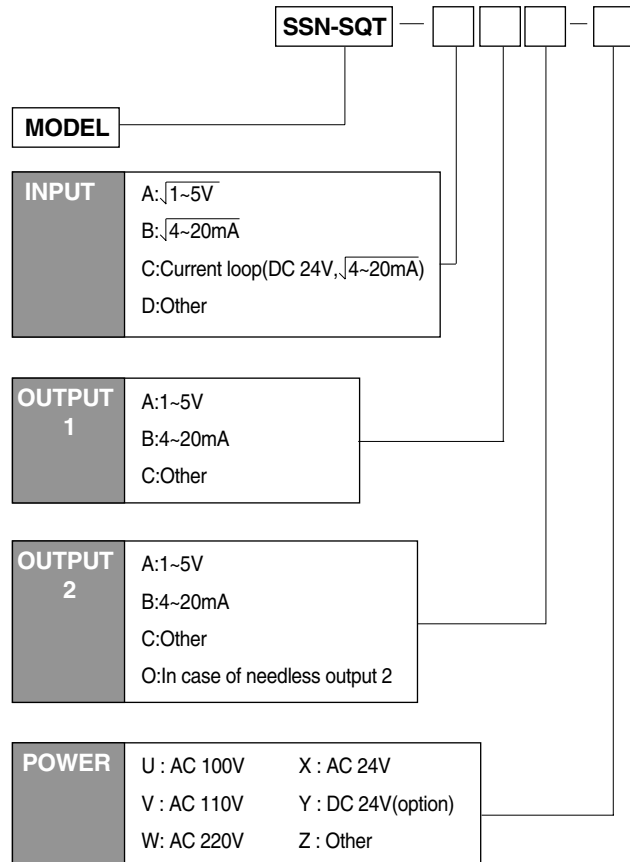 SSN-SQT
MODEL
INPUT
A:√1~5V
B:√4~20mA
C:Current loop(DC 24V,√4~20mA)
D:Other
OUTPUT
1
A:1~5V
B:4~20mA
C:Other
OUTPUT
2
A:1~5V
B:4~20mA
C:Other
O:In case of needless output 2
POWER
U : AC 100V X : AC 24V
V : AC 110V Y : DC 24V(option)
W: AC 220V Z : Other